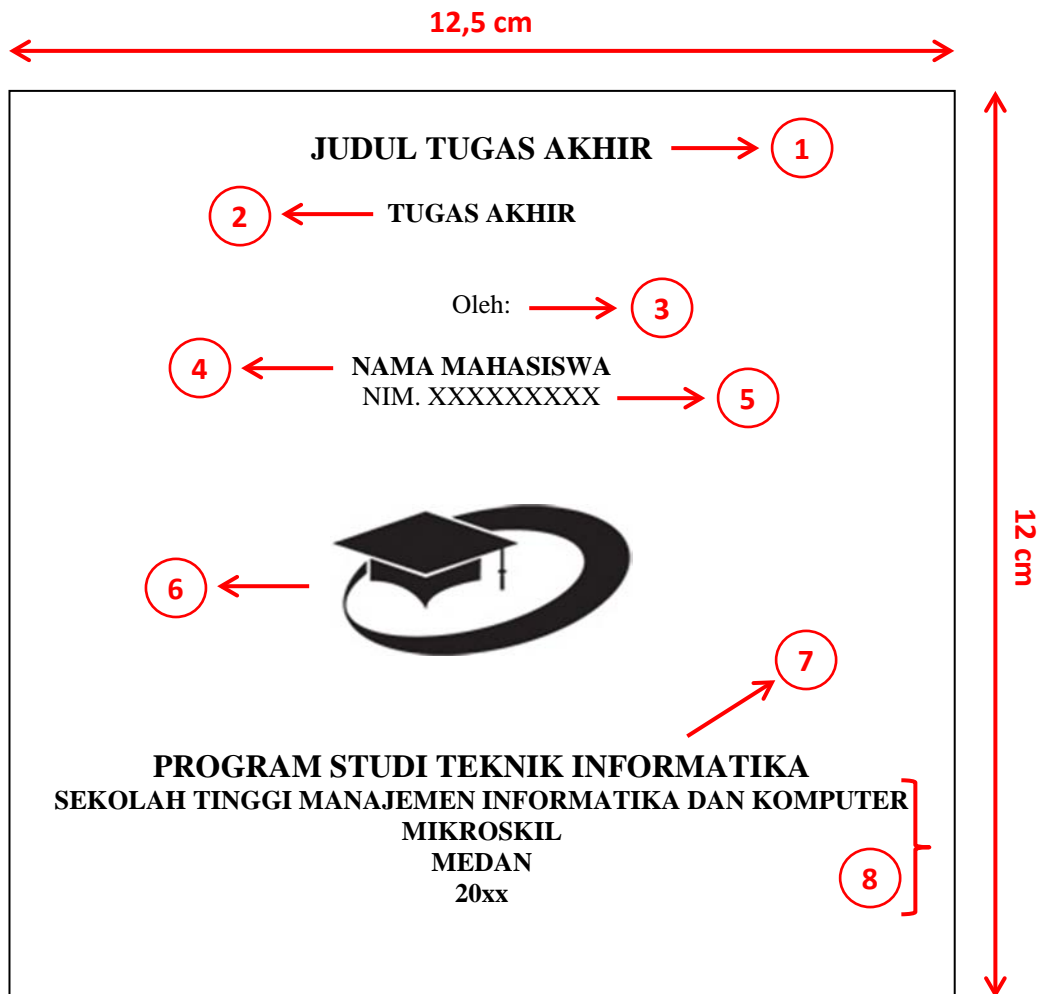 12,5 cm
JUDUL TUGAS AKHIR 1
2 TUGAS AKHIR
Oleh: 3
4 NAMA MAHASISWA
NIM. XXXXXXXXX 5
12 cm
6
7
PROGRAM STUDI TEKNIK INFORMATIKA
SEKOLAH TINGGI MANAJEMEN INFORMATIKA DAN KOMPUTER
MIKROSKIL
MEDAN
8
20xx